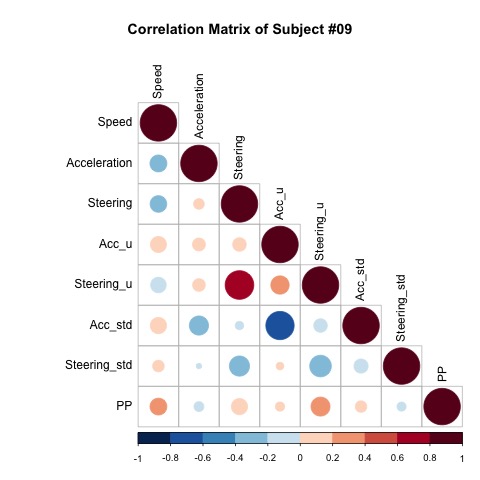 Correlation Matrix of Subject #09
Speed
Acceleration
Steering
Acc_u
Steering_u
Acc_std
Steering_std
PP
Speed
Acceleration
Steering
Acc_u
Steering_u
Acc_std
Steering_std
PP
-1 -0.8 -0.6 -0.4 -0.2 0 0.2 0.4 0.6 0.8 1